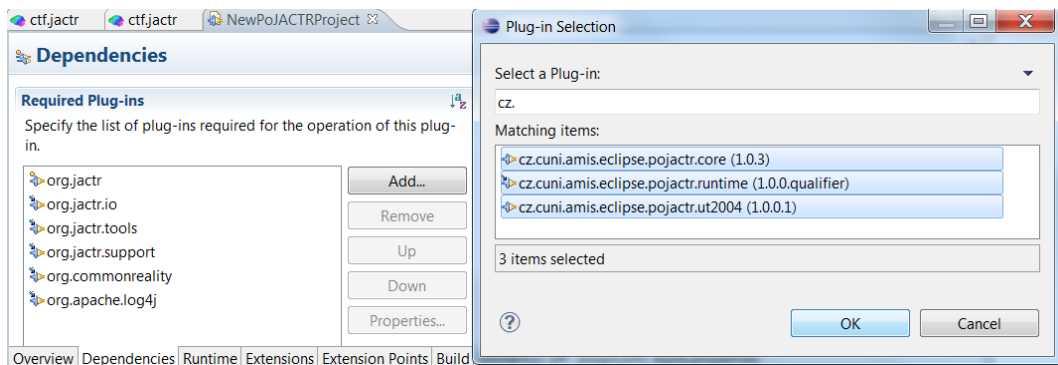 ctf.jactr
ctf.jactr
NewPoJACTRProject
Dependencies
Required Plug-ins
Specify the list of plug-ins required for the operation of this plug-
in.
org.jactr
org.jactr.io
org.jactr.tools
org.jactr.support
org.commonreality
org.apache.log4j
Add...
Remove
Up
Down
Properties...
Overview Dependencies Runtime Extensions Extension Points Build
Plug-in Selection
Select a Plug-in:
cz.
Matching items:
cz.cuni.amis.eclipse.pojactr.core (1.0.3)
cz.cuni.amis.eclipse.pojactr.runtime (1.0.0.qualifier)
cz.cuni.amis.eclipse.pojactr.ut2004 (1.0.0.1)
3 items selected
OK
Cancel